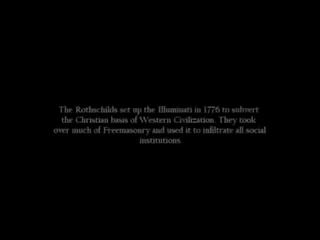 The Rothschilds set up the Illuminati in 1776 to subvert
the Christian basis of Western Civilization. They took
over much of Freemasonry and used it to infiltrate all social
institutions.